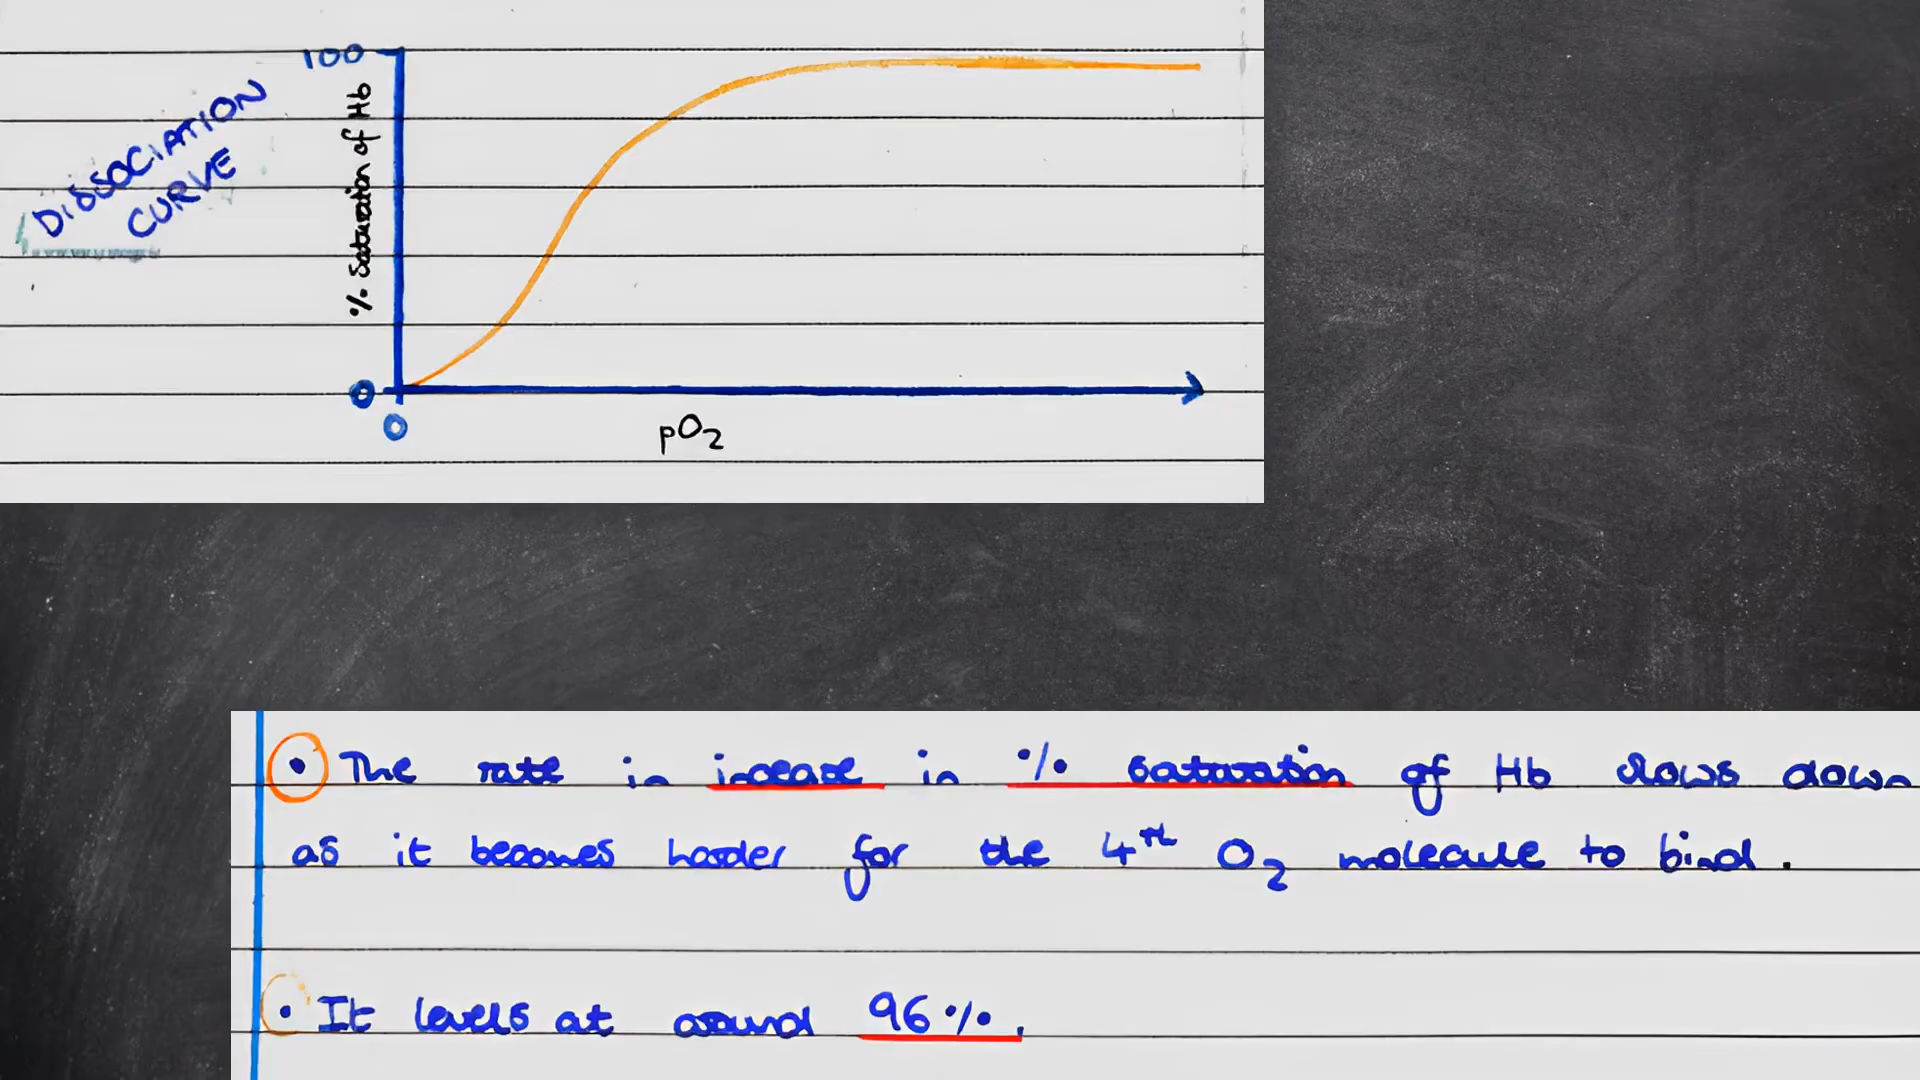 100
DISSOCIATION
CURVE
% Saturation of Hb
0
0
pO₂
• The rate in increase in % saturation of Hb slows down
as it becomes harder for the 4th O₂ molecule to bind.
• It levels at around 96%.